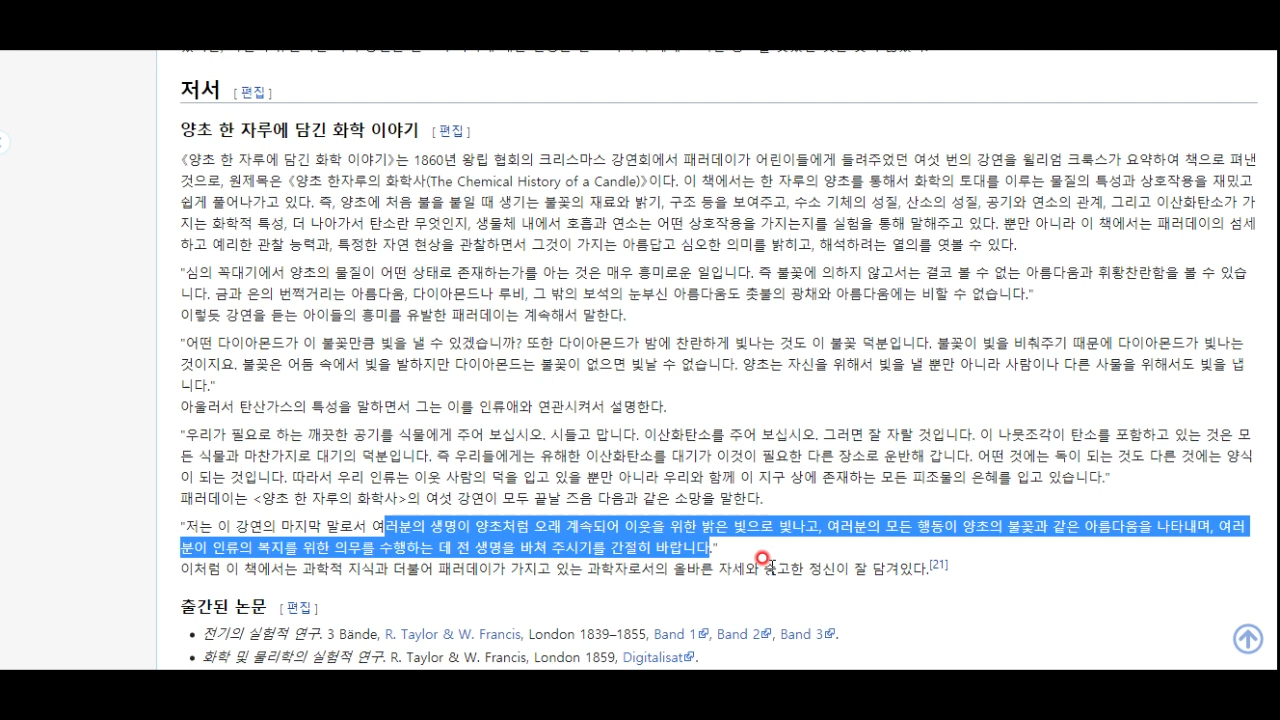 저서 [ 편집 ]
양초 한 자루에 담긴 화학 이야기 [ 편집 ]
《양초 한 자루에 담긴 화학 이야기》는 1860년 왕립 협회의 크리스마스 강연회에서 패러데이가 어린이들에게 들려주었던 여섯 번의 강연을 윌리엄 크룩스가 요약하여 책으로 펴낸
것으로, 원제목은 《양초 한자루의 화학사(The Chemical History of a Candle)》이다. 이 책에서는 한 자루의 양초를 통해서 화학의 토대를 이루는 물질의 특성과 상호작용을 재밌고
쉽게 풀어나가고 있다. 즉, 양초에 처음 불을 붙일 때 생기는 불꽃의 재료와 밝기, 구조 등을 보여주고, 수소 기체의 성질, 산소의 성질, 공기와 연소의 관계, 그리고 이산화탄소가 가
지는 화학적 특성, 더 나아가서 탄소란 무엇인지, 생물체 내에서 호흡과 연소는 어떤 상호작용을 가지는지를 실험을 통해 말해주고 있다. 뿐만 아니라 이 책에서는 패러데이의 섬세
하고 예리한 관찰 능력과, 특정한 자연 현상을 관찰하면서 그것이 가지는 아름답고 심오한 의미를 밝히고, 해석하려는 열의를 엿볼 수 있다.
"심의 꼭대기에서 양초의 물질이 어떤 상태로 존재하는가를 아는 것은 매우 흥미로운 일입니다. 즉 불꽃에 의하지 않고서는 결코 볼 수 없는 아름다움과 휘황찬란함을 볼 수 있습
니다. 금과 은의 번쩍거리는 아름다움, 다이아몬드나 루비, 그 밖의 보석의 눈부신 아름다움도 촛불의 광채와 아름다움에는 비할 수 없습니다."
이렇듯 강연을 듣는 아이들의 흥미를 유발한 패러데이는 계속해서 말한다.
"어떤 다이아몬드가 이 불꽃만큼 빛을 낼 수 있겠습니까? 또한 다이아몬드가 밤에 찬란하게 빛나는 것도 이 불꽃 덕분입니다. 불꽃이 빛을 비춰주기 때문에 다이아몬드가 빛나는
것이지요. 불꽃은 어둠 속에서 빛을 발하지만 다이아몬드는 불꽃이 없으면 빛날 수 없습니다. 양초는 자신을 위해서 빛을 낼 뿐만 아니라 사람이나 다른 사물을 위해서도 빛을 냅
니다."
아울러서 탄산가스의 특성을 말하면서 그는 이를 인류애와 연관시켜서 설명한다.
"우리가 필요로 하는 깨끗한 공기를 식물에게 주어 보십시오. 시들고 맙니다. 이산화탄소를 주어 보십시오. 그러면 잘 자랄 것입니다. 이 나뭇조각이 탄소를 포함하고 있는 것은 모
든 식물과 마찬가지로 대기의 덕분입니다. 즉 우리들에게는 유해한 이산화탄소를 대기가 이것이 필요한 다른 장소로 운반해 갑니다. 어떤 것에는 독이 되는 것도 다른 것에는 양식
이 되는 것입니다. 따라서 우리 인류는 이웃 사람의 덕을 입고 있을 뿐만 아니라 우리와 함께 이 지구 상에 존재하는 모든 피조물의 은혜를 입고 있습니다."
패러데이는 <양초 한 자루의 화학사>의 여섯 강연이 모두 끝날 즈음 다음과 같은 소망을 말한다.
"저는 이 강연의 마지막 말로서 여러분의 생명이 양초처럼 오래 계속되어 이웃을 위한 밝은 빛으로 빛나고, 여러분의 모든 행동이 양초의 불꽃과 같은 아름다움을 나타내며, 여러
분이 인류의 복지를 위한 의무를 수행하는 데 전 생명을 바쳐 주시기를 간절히 바랍니다."
이처럼 이 책에서는 과학적 지식과 더불어 패러데이가 가지고 있는 과학자로서의 올바른 자세와 숭고한 정신이 잘 담겨있다.[21]
출간된 논문 [ 편집 ]
• 전기의 실험적 연구. 3 Bände, R. Taylor & W. Francis, London 1839–1855, Band 1, Band 2, Band 3.
• 화학 및 물리학의 실험적 연구. R. Taylor & W. Francis, London 1859, Digitalisat.